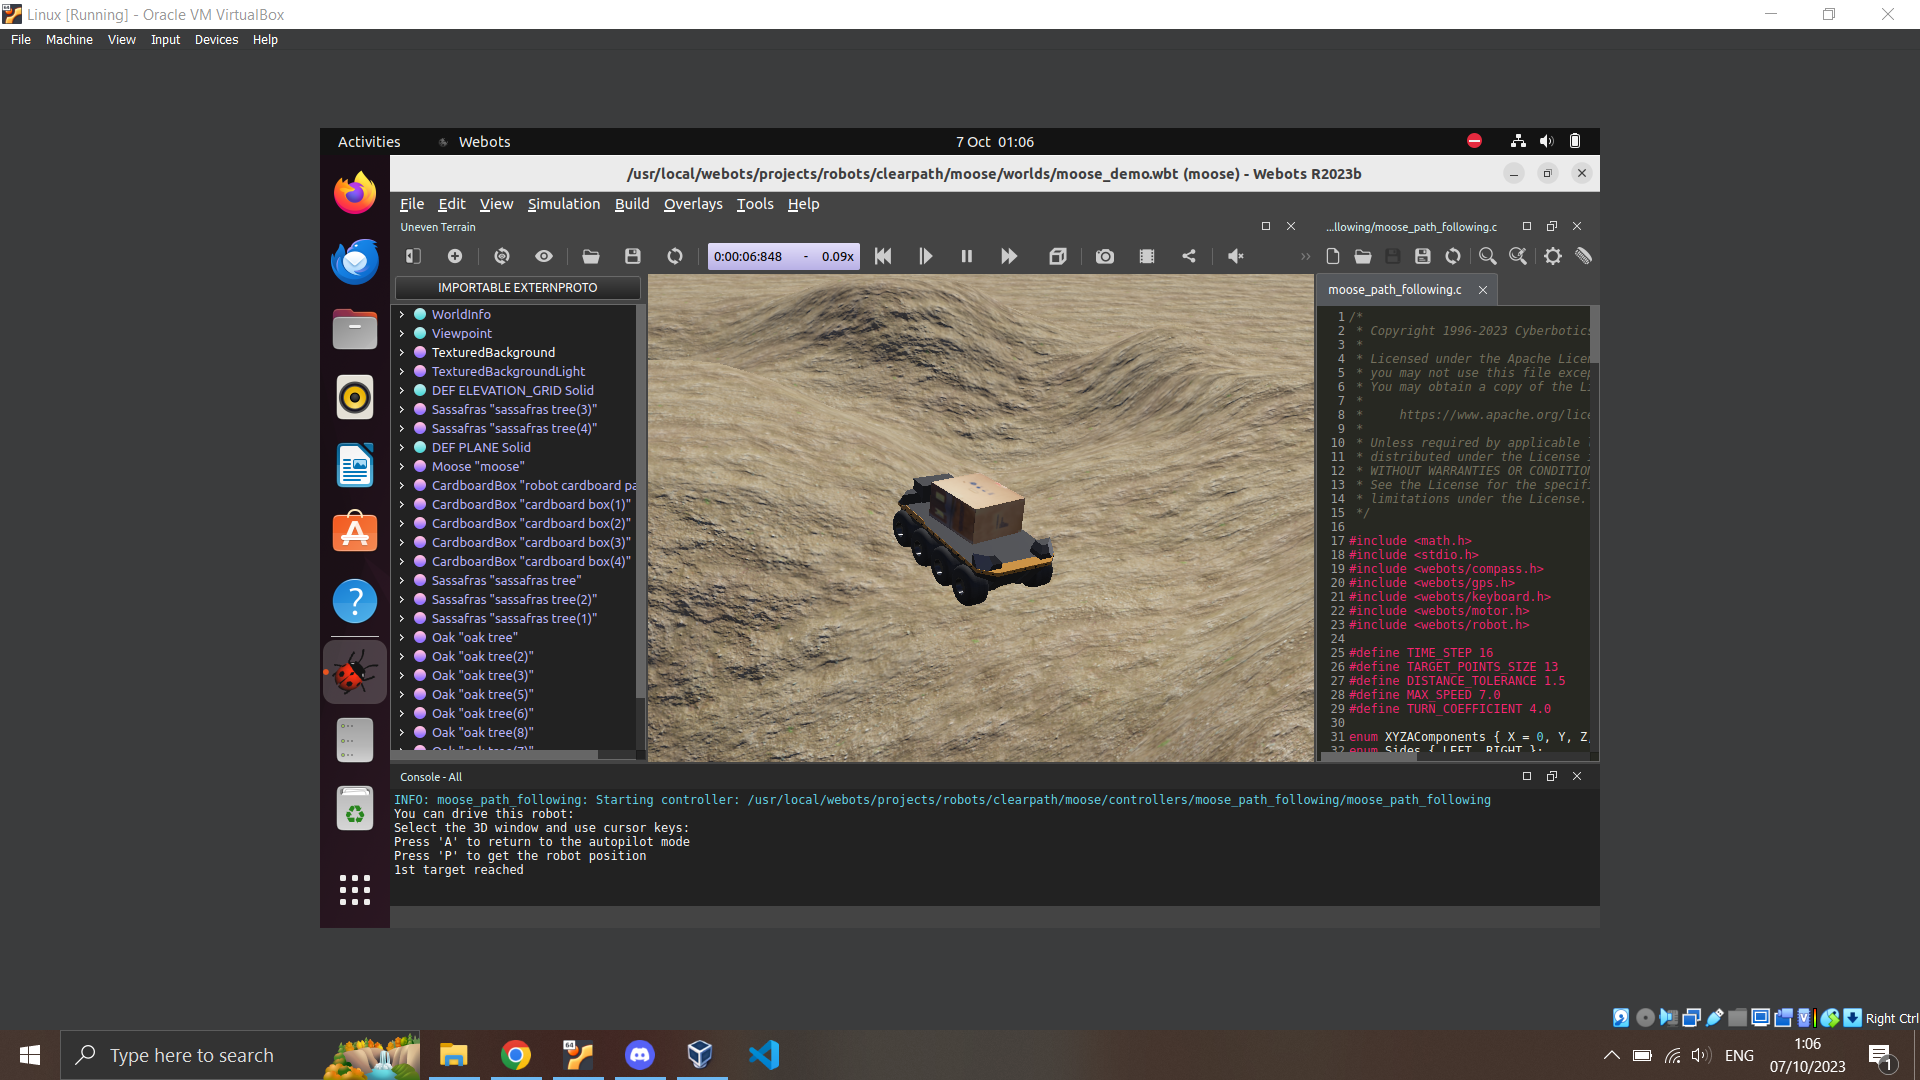 Linux [Running] - Oracle VM VirtualBox
File Machine View Input Devices Help
Activities Webots 7 Oct 01:06
/usr/local/webots/projects/robots/clearpath/moose/worlds/moose_demo.wbt (moose) - Webots R2023b
File Edit View Simulation Build Overlays Tools Help
Uneven Terrain
0:00:06:848 - 0.09x
IMPORTABLE EXTERNPROTO
WorldInfo
Viewpoint
TexturedBackground
TexturedBackgroundLight
DEF ELEVATION_GRID Solid
Sassafras "sassafras tree(3)"
Sassafras "sassafras tree(4)"
DEF PLANE Solid
Moose "moose"
CardboardBox "robot cardboard pa
CardboardBox "cardboard box(1)"
CardboardBox "cardboard box(2)"
CardboardBox "cardboard box(3)"
CardboardBox "cardboard box(4)"
Sassafras "sassafras tree"
Sassafras "sassafras tree(2)"
Sassafras "sassafras tree(1)"
Oak "oak tree"
Oak "oak tree(2)"
Oak "oak tree(3)"
Oak "oak tree(5)"
Oak "oak tree(6)"
Oak "oak tree(8)"
Oak "oak tree(7)"
...llowing/moose_path_following.c
moose_path_following.c
1 /*
2 * Copyright 1996-2023 Cyberbotics
3 *
4 * Licensed under the Apache Licen
5 * you may not use this file excep
6 * You may obtain a copy of the Li
7 *
8 * https://www.apache.org/lice
9 *
10 * Unless required by applicable
11 * distributed under the License
12 * WITHOUT WARRANTIES OR CONDITION
13 * See the License for the specifi
14 * limitations under the License.
15 */
16
17 #include <math.h>
18 #include <stdio.h>
19 #include <webots/compass.h>
20 #include <webots/gps.h>
21 #include <webots/keyboard.h>
22 #include <webots/motor.h>
23 #include <webots/robot.h>
24
25 #define TIME_STEP 16
26 #define TARGET_POINTS_SIZE 13
27 #define DISTANCE_TOLERANCE 1.5
28 #define MAX_SPEED 7.0
29 #define TURN_COEFFICIENT 4.0
30
31 enum XYZAComponents { X = 0, Y, Z,
32 enum Sides { LEFT, RIGHT };
Console - All
INFO: moose_path_following: Starting controller: /usr/local/webots/projects/robots/clearpath/moose/controllers/moose_path_following/moose_path_following
You can drive this robot:
Select the 3D window and use cursor keys:
Press 'A' to return to the autopilot mode
Press 'P' to get the robot position
1st target reached
Right Ctrl
Type here to search
64
ENG
1:06
07/10/2023
1